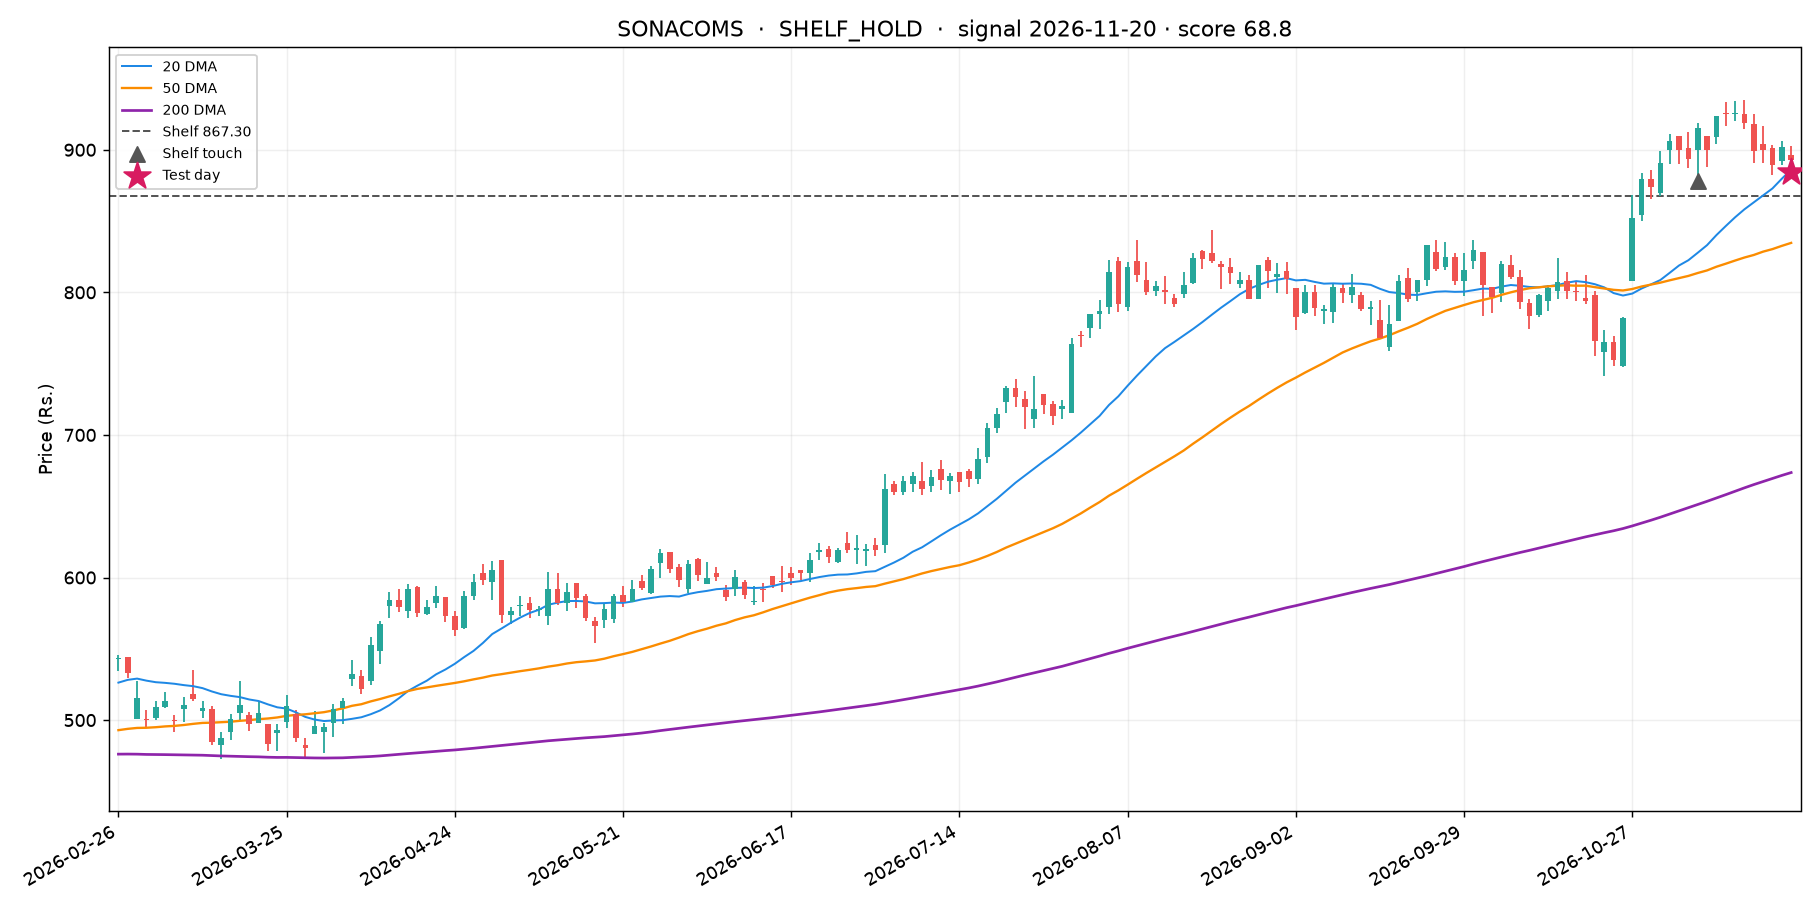 SONACOMS · SHELF_HOLD · signal 2026-11-20 · score 68.8
20 DMA
50 DMA
200 DMA
Shelf 867.30
Shelf touch
Test day
Price (Rs.)
900
800
700
600
500
2026-02-26
2026-03-25
2026-04-24
2026-05-21
2026-06-17
2026-07-14
2026-08-07
2026-09-02
2026-09-29
2026-10-27